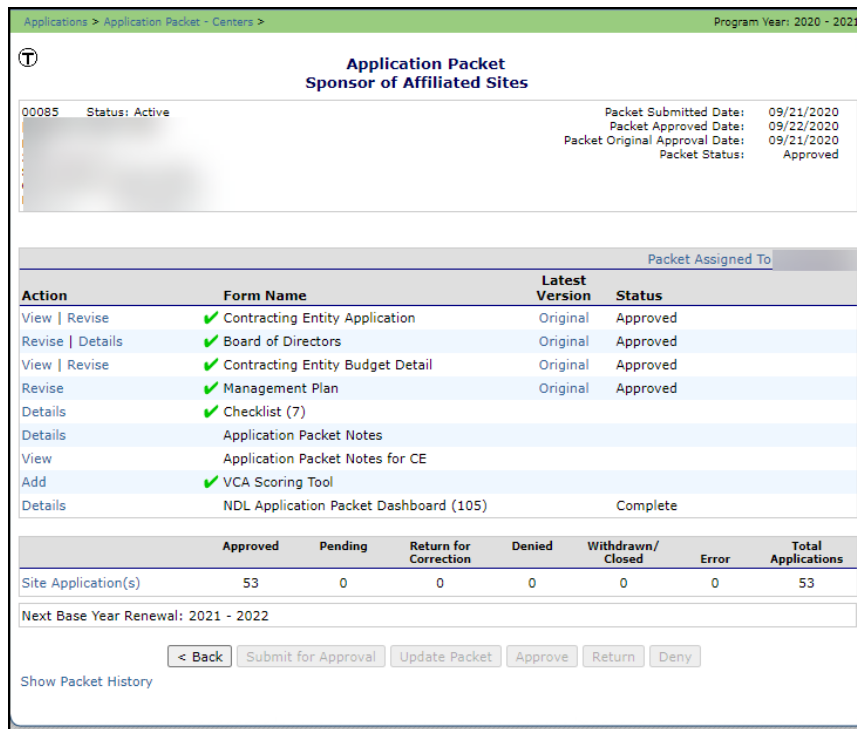 Applications > Application Packet - Centers > Program Year: 2020 - 2021
T
Application Packet
Sponsor of Affiliated Sites
00085 Status: Active Packet Submitted Date: 09/21/2020
Packet Approved Date: 09/22/2020
Packet Original Approval Date: 09/21/2020
Packet Status: Approved
Packet Assigned To
Action Form Name Latest Version Status
View | Revise Contracting Entity Application Original Approved
Revise | Details Board of Directors Original Approved
View | Revise Contracting Entity Budget Detail Original Approved
Revise Management Plan Original Approved
Details Checklist (7)
Details Application Packet Notes
View Application Packet Notes for CE
Add VCA Scoring Tool
Details NDL Application Packet Dashboard (105) Complete
Approved Pending Return for Correction Denied Withdrawn/ Closed Error Total Applications
Site Application(s) 53 0 0 0 0 0 53
Next Base Year Renewal: 2021 - 2022
< Back Submit for Approval Update Packet Approve Return Deny
Show Packet History